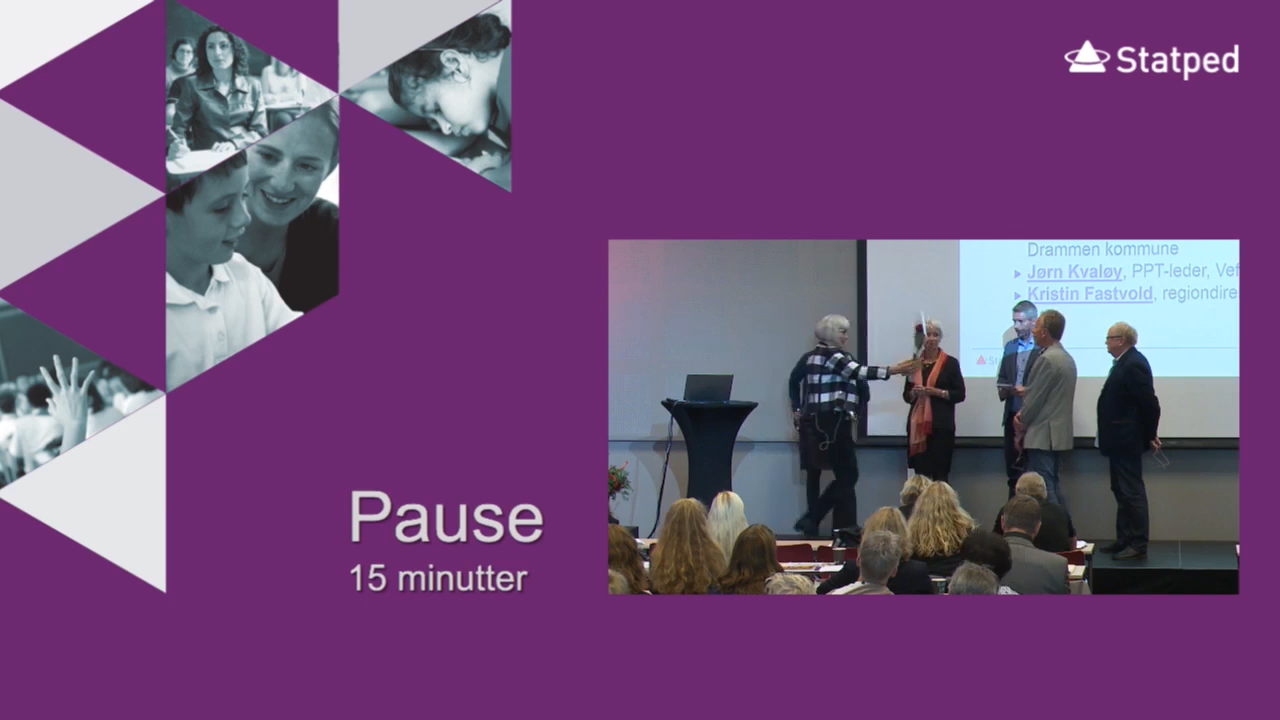 Statped
Drammen kommune
Jørn Kvaløy, PPT-leder, Vef
Kristin Fastvold, regiondire
Pause
15 minutter